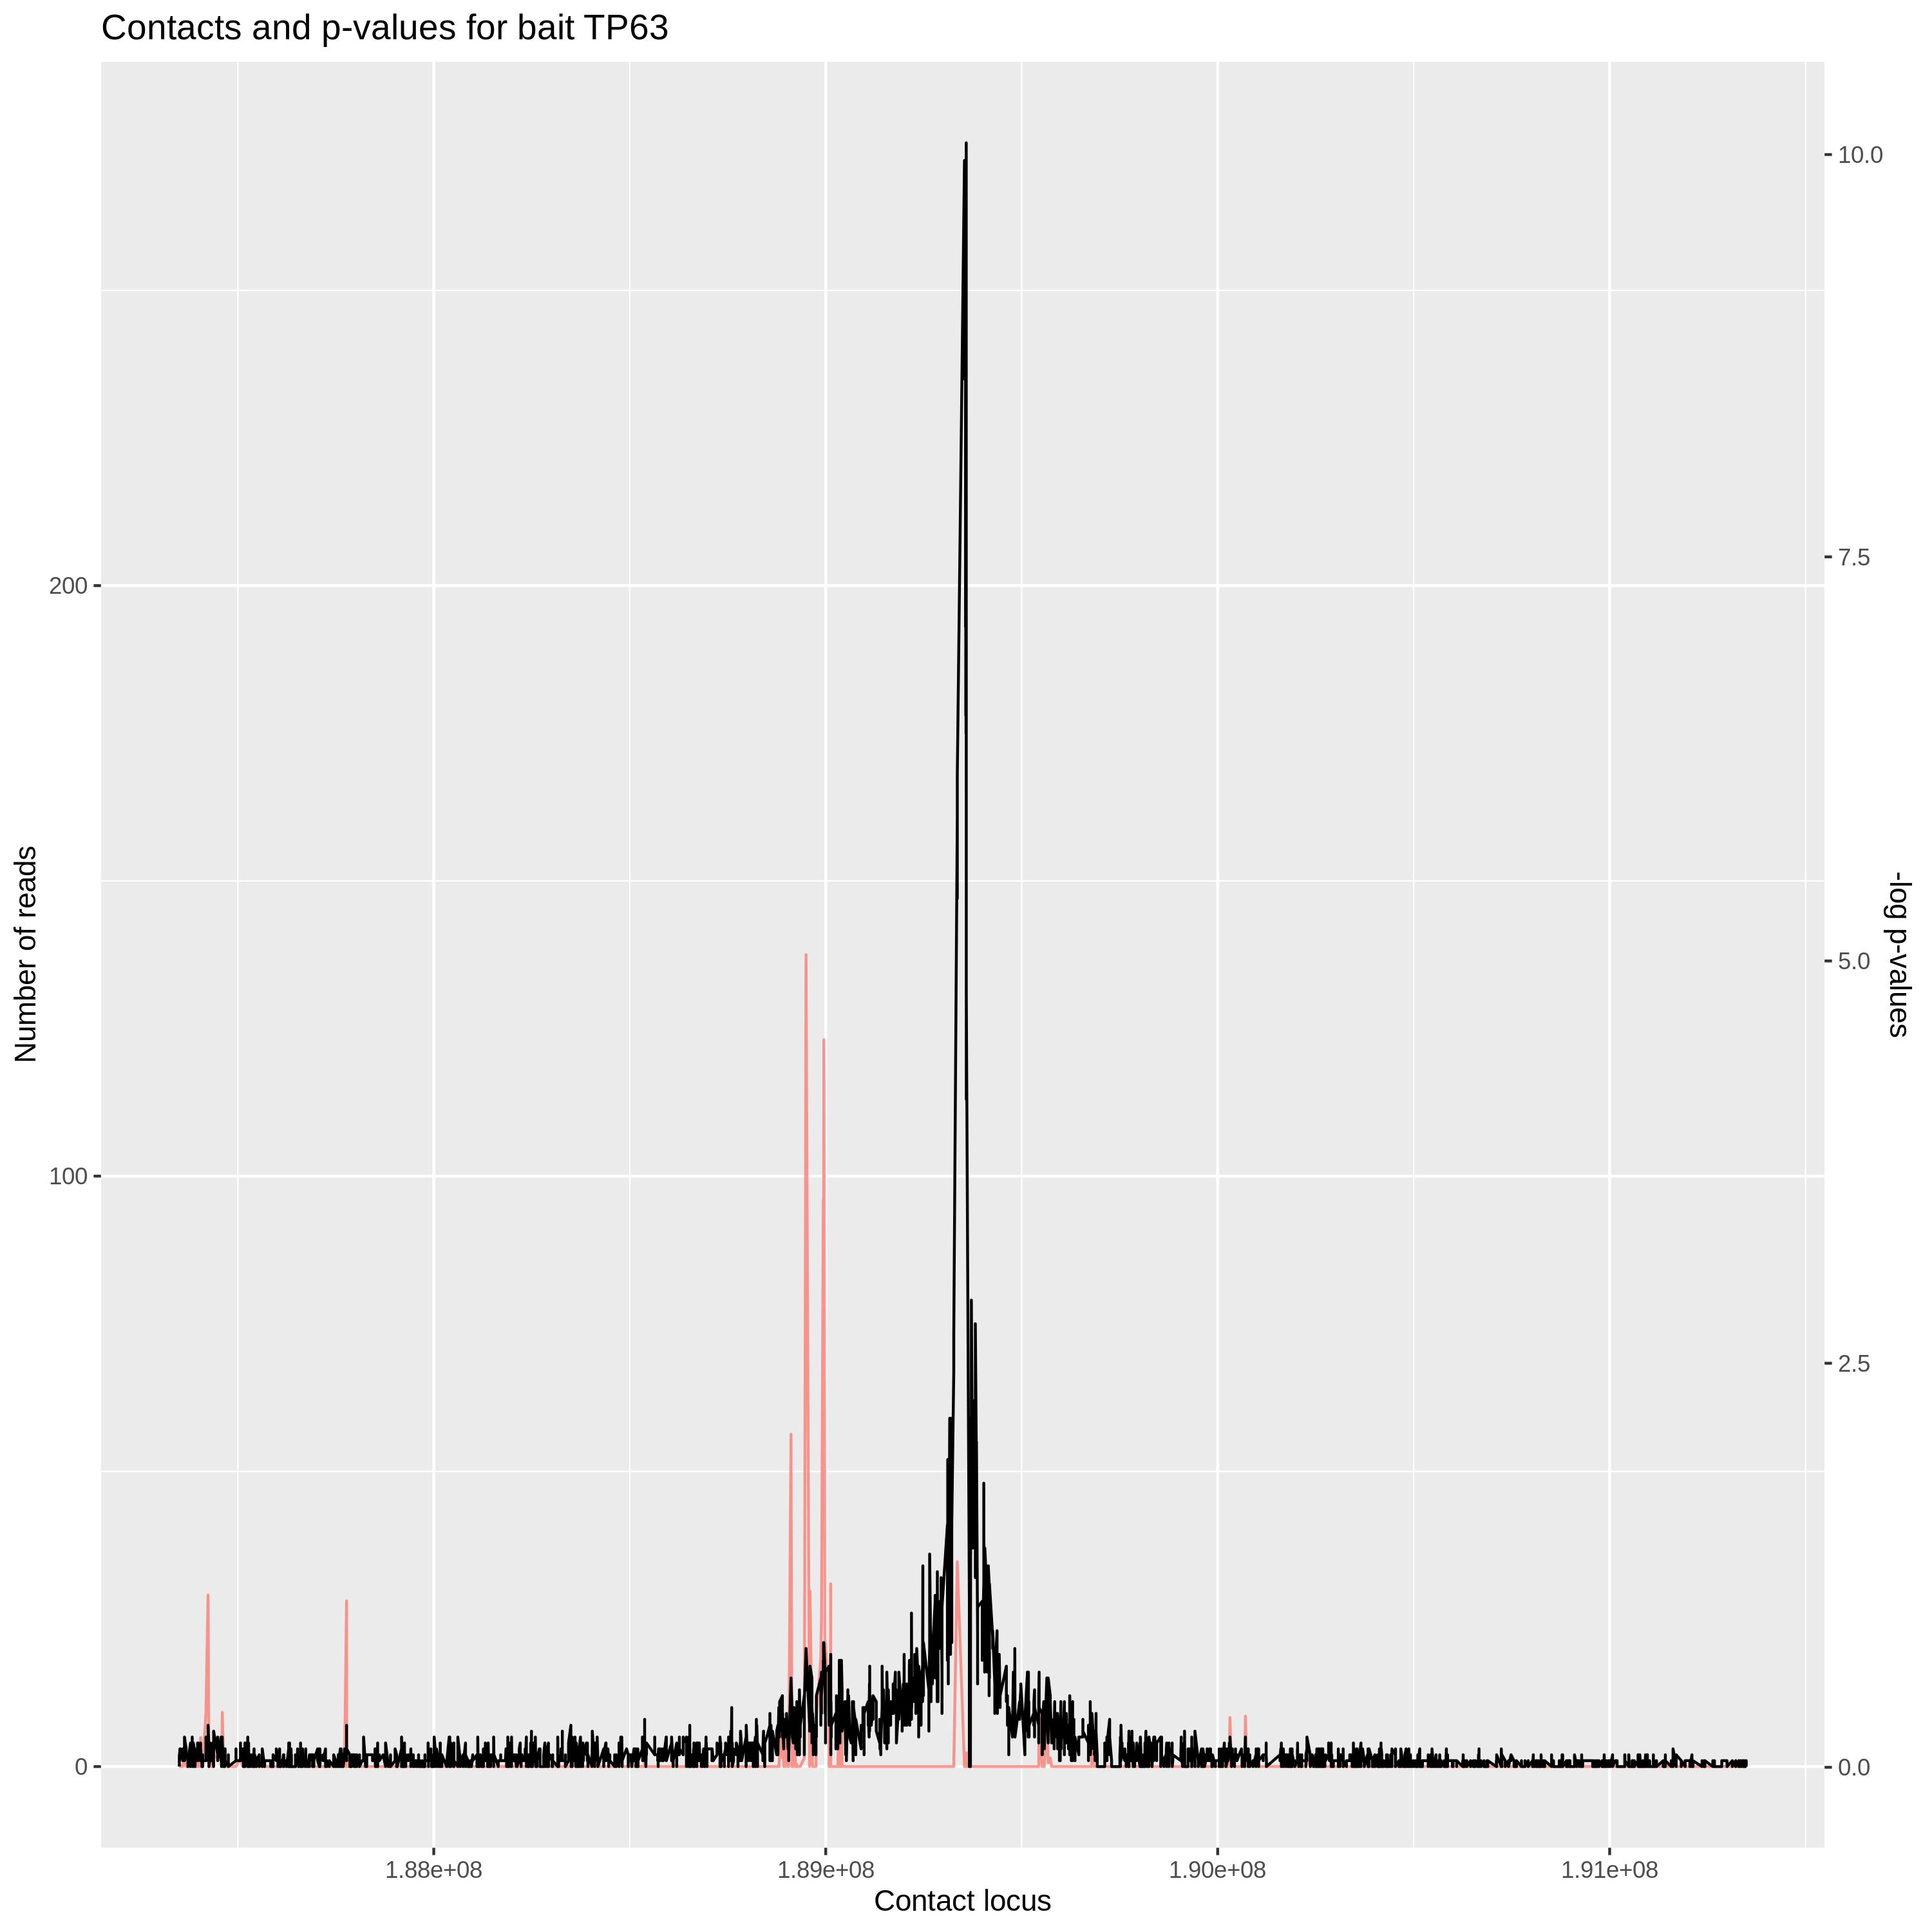 Contacts and p-values for bait TP63
Number of reads
200
100
0
10.0
7.5
5.0
2.5
0.0
-log p-values
1.88e+08
1.89e+08
1.90e+08
1.91e+08
Contact locus